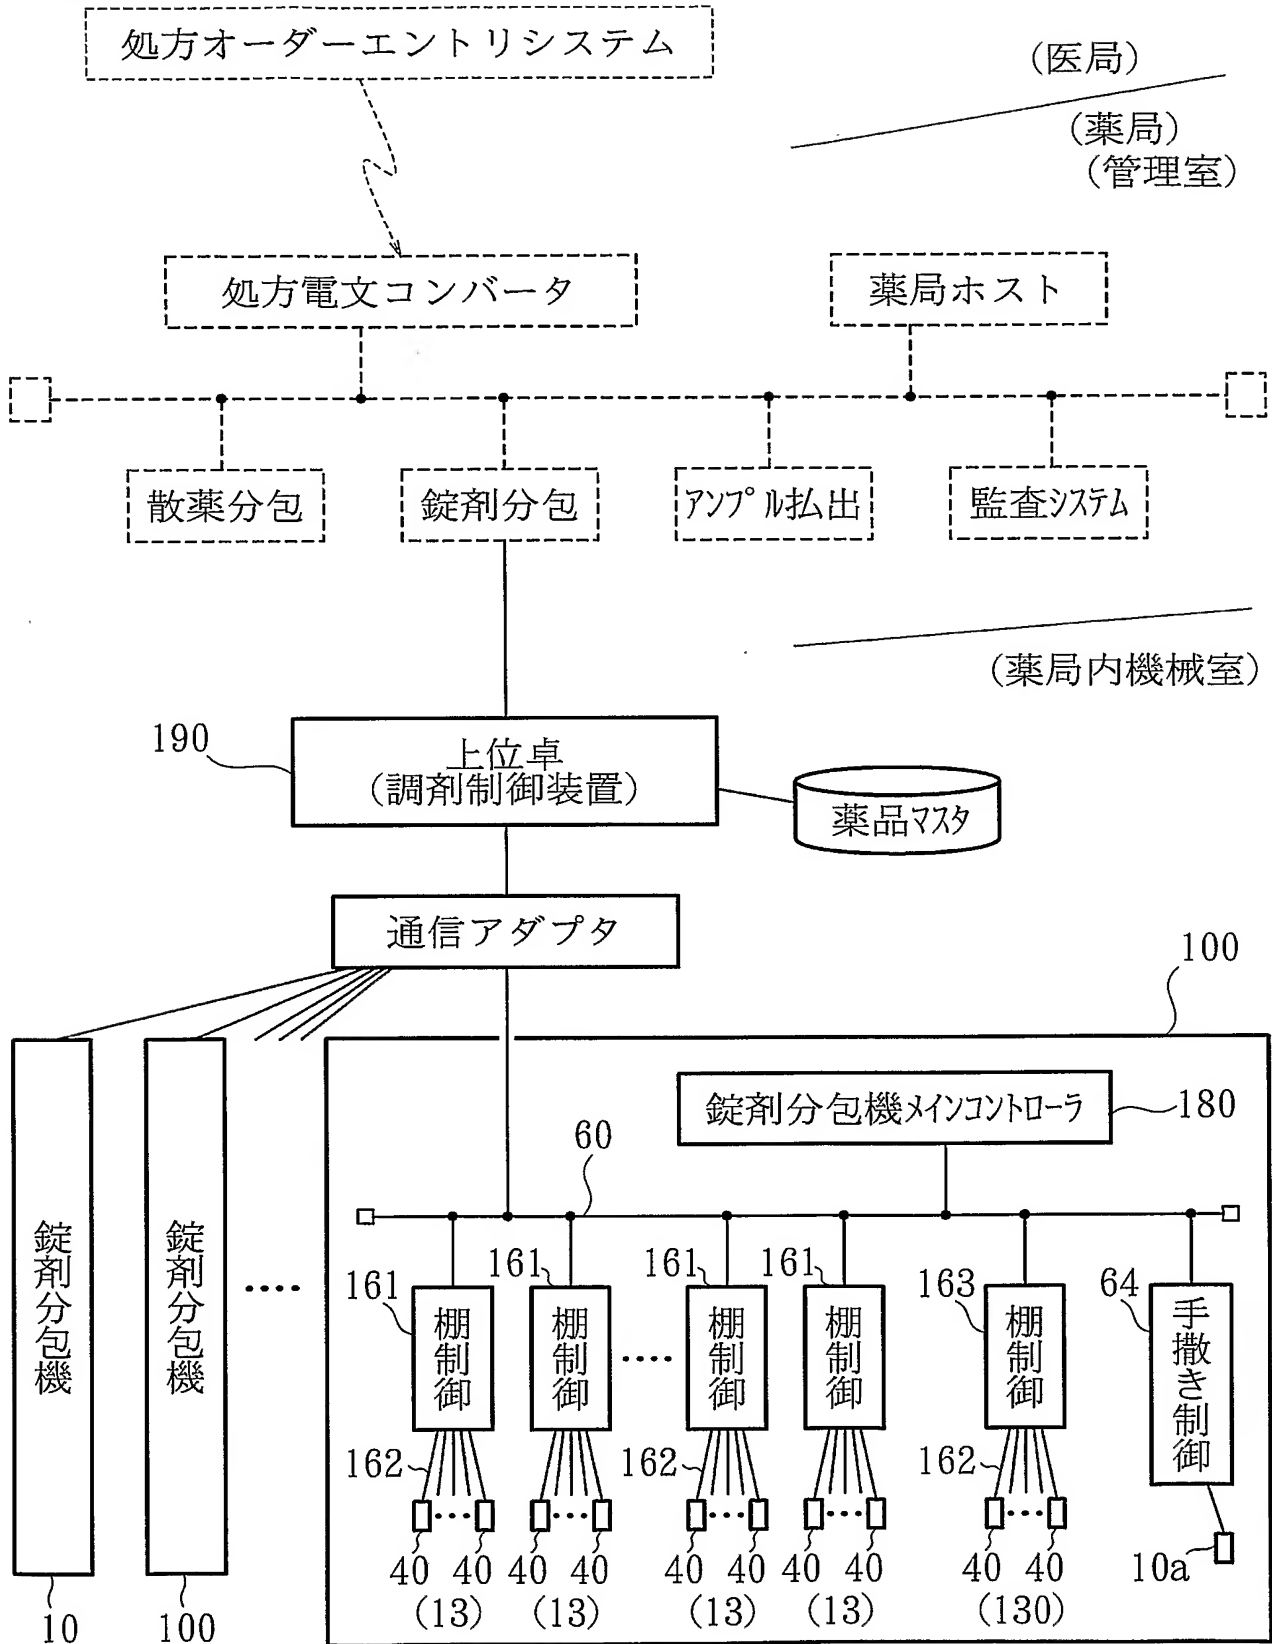 処方オーダーエントリシステム
(医局)
(薬局)
(管理室)
処方電文コンバータ
薬局ホスト
散薬分包
錠剤分包
アンプル払出
監査システム
(薬局内機械室)
190
上位卓
(調剤制御装置)
薬品マスタ
通信アダプタ
100
錠剤分包機メインコントローラ
180
60
錠剤分包機
錠剤分包機
････
161
161
161
161
163
64
棚制御
棚制御
････
棚制御
棚制御
棚制御
手撒き制御
162
162
162
･･･
･･･
･･･
･･･
･･･
40
40
40
40
40
40
40
40
40
40
10a
(13)
(13)
(13)
(13)
(130)
10
100